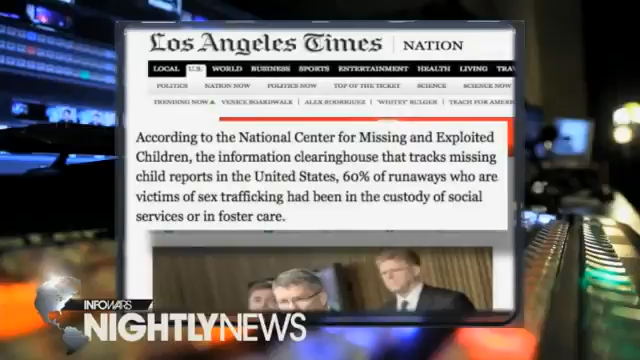 Los Angeles Times | NATION
LOCAL U.S. WORLD BUSINESS SPORTS ENTERTAINMENT HEALTH LIVING TRA
POLITICS NATION NOW POLITICS NOW TOP OF THE TICKET SCIENCE SCIENCE NOW
TRENDING NOW ▲ VENICE BOARDWALK | ALEX RODRIGUEZ | 'WHITEY' BULGER | TEACH FOR AMER
According to the National Center for Missing and Exploited
Children, the information clearinghouse that tracks missing
child reports in the United States, 60% of runaways who are
victims of sex trafficking had been in the custody of social
services or in foster care.
INFOWARS
NIGHTLYNEWS